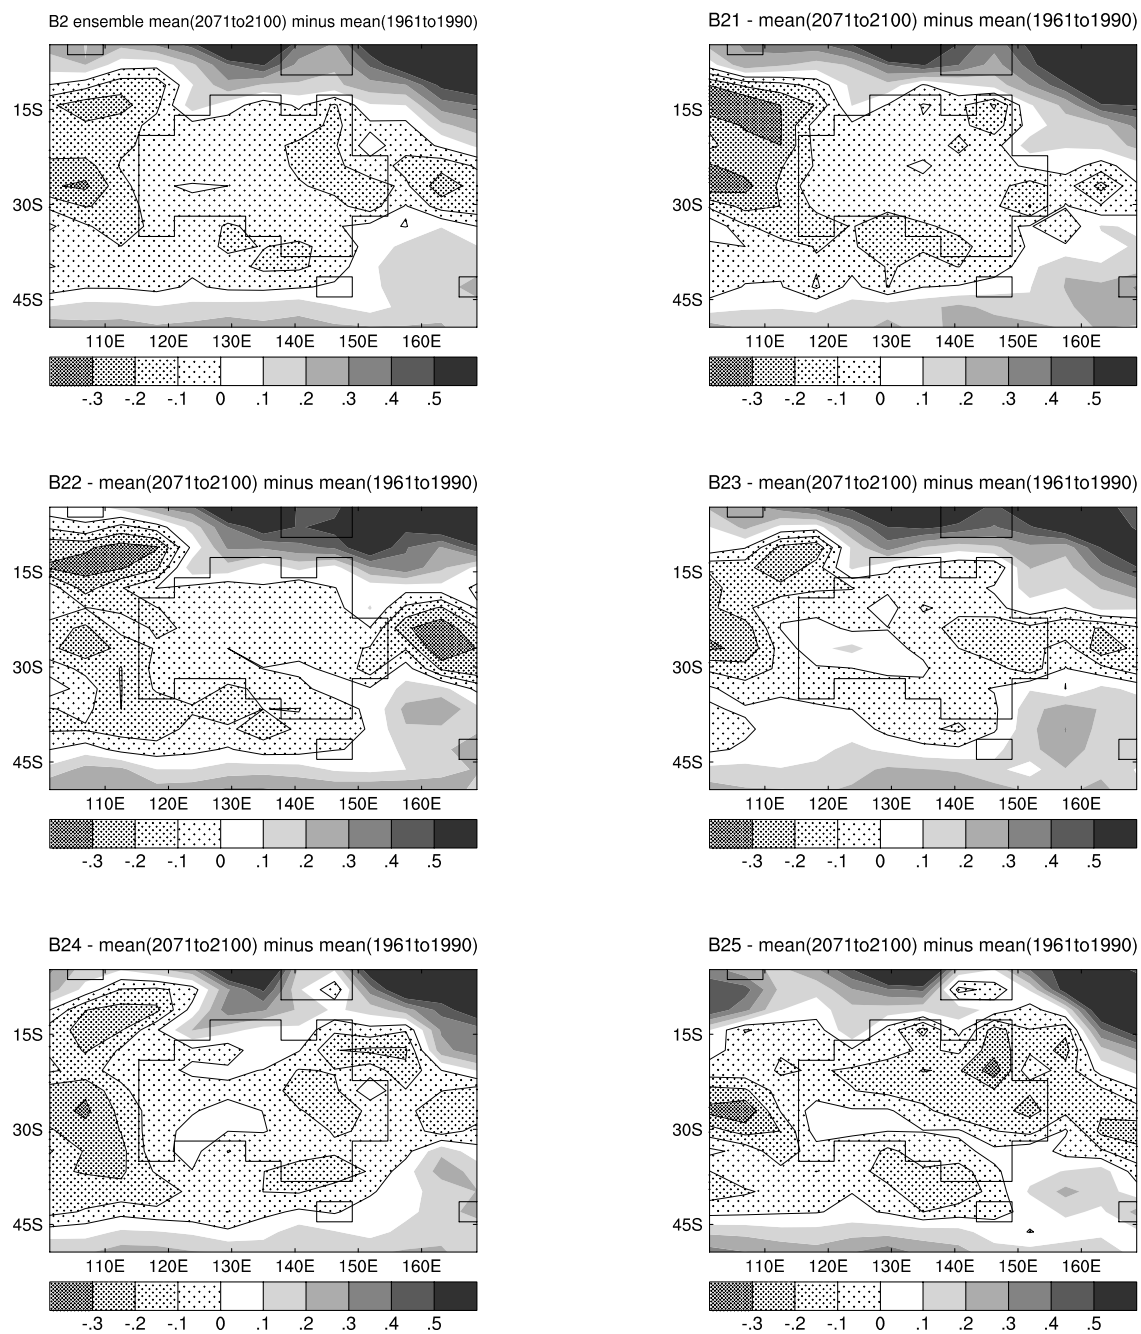 B2 ensemble mean(2071to2100) minus mean(1961to1990)
15S
30S
45S
110E 120E 130E 140E 150E 160E
-.3 -.2 -.1 0 .1 .2 .3 .4 .5
B21 - mean(2071to2100) minus mean(1961to1990)
15S
30S
45S
110E 120E 130E 140E 150E 160E
-.3 -.2 -.1 0 .1 .2 .3 .4 .5
B22 - mean(2071to2100) minus mean(1961to1990)
15S
30S
45S
110E 120E 130E 140E 150E 160E
-.3 -.2 -.1 0 .1 .2 .3 .4 .5
B23 - mean(2071to2100) minus mean(1961to1990)
15S
30S
45S
110E 120E 130E 140E 150E 160E
-.3 -.2 -.1 0 .1 .2 .3 .4 .5
B24 - mean(2071to2100) minus mean(1961to1990)
15S
30S
45S
110E 120E 130E 140E 150E 160E
-.3 -.2 -.1 0 .1 .2 .3 .4 .5
B25 - mean(2071to2100) minus mean(1961to1990)
15S
30S
45S
110E 120E 130E 140E 150E 160E
-.3 -.2 -.1 0 .1 .2 .3 .4 .5